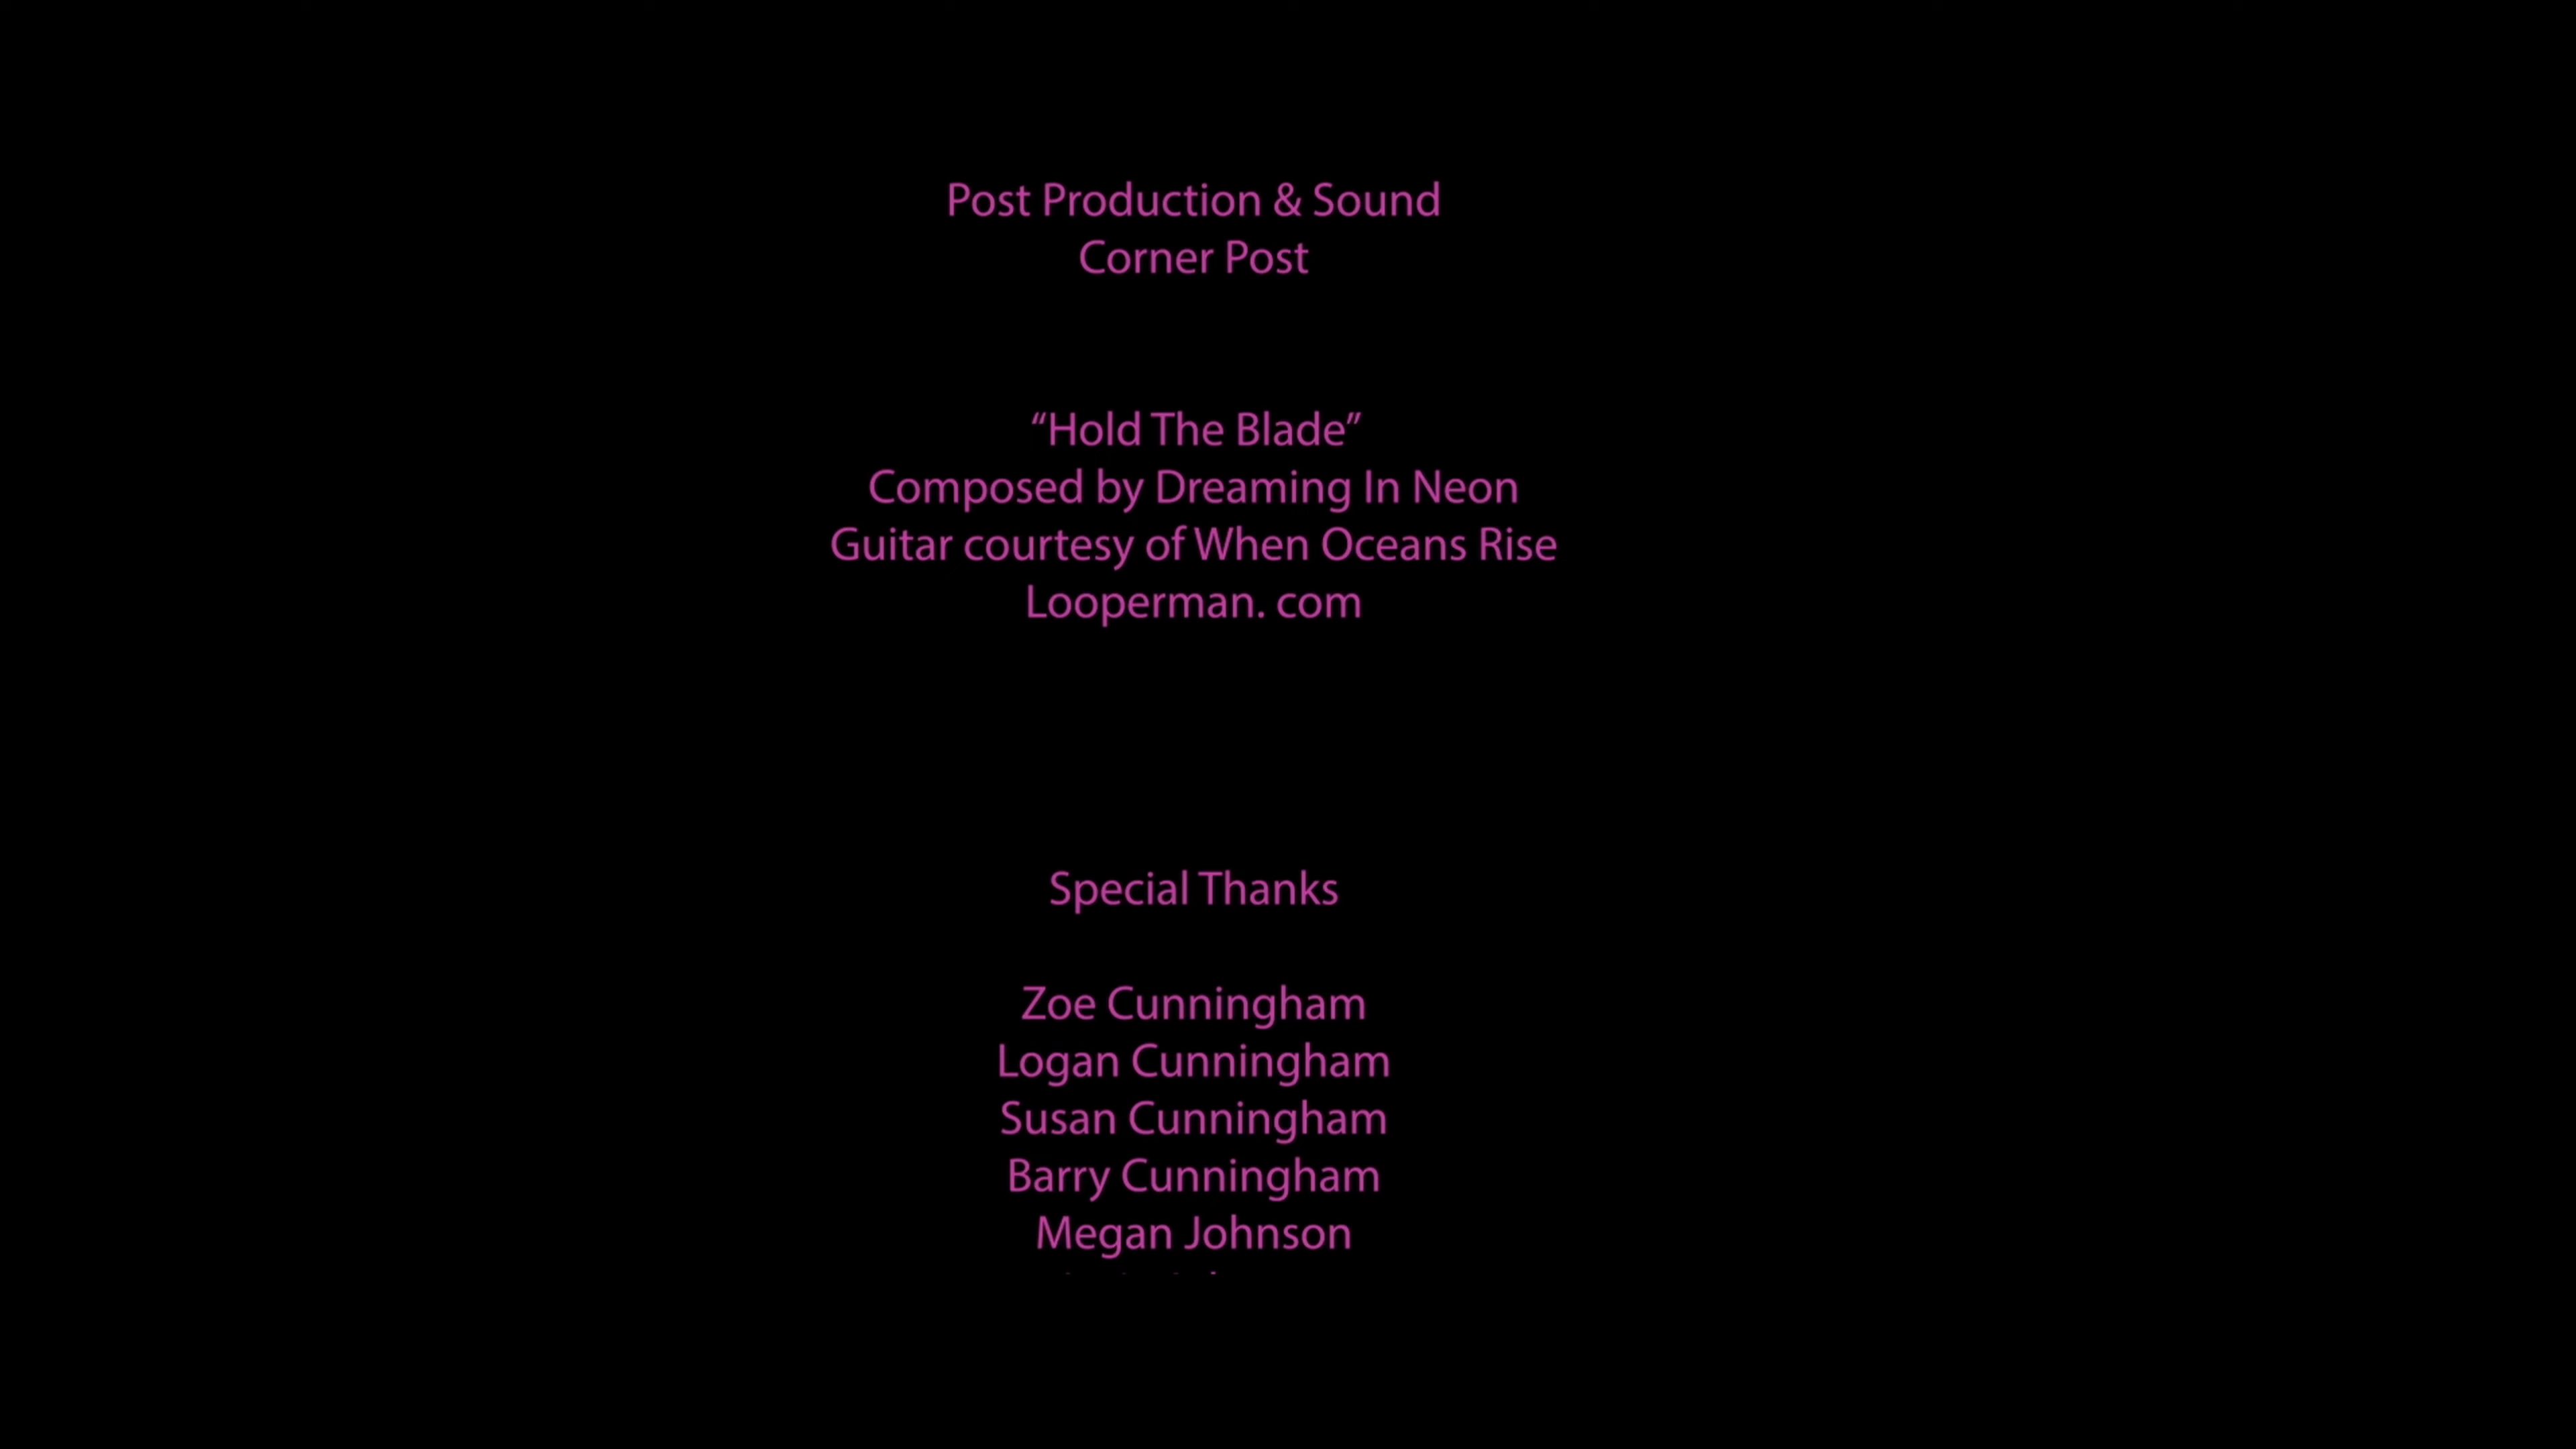 Post Production & Sound
Corner Post
“Hold The Blade”
Composed by Dreaming In Neon
Guitar courtesy of When Oceans Rise
Looperman. com
Special Thanks
Zoe Cunningham
Logan Cunningham
Susan Cunningham
Barry Cunningham
Megan Johnson